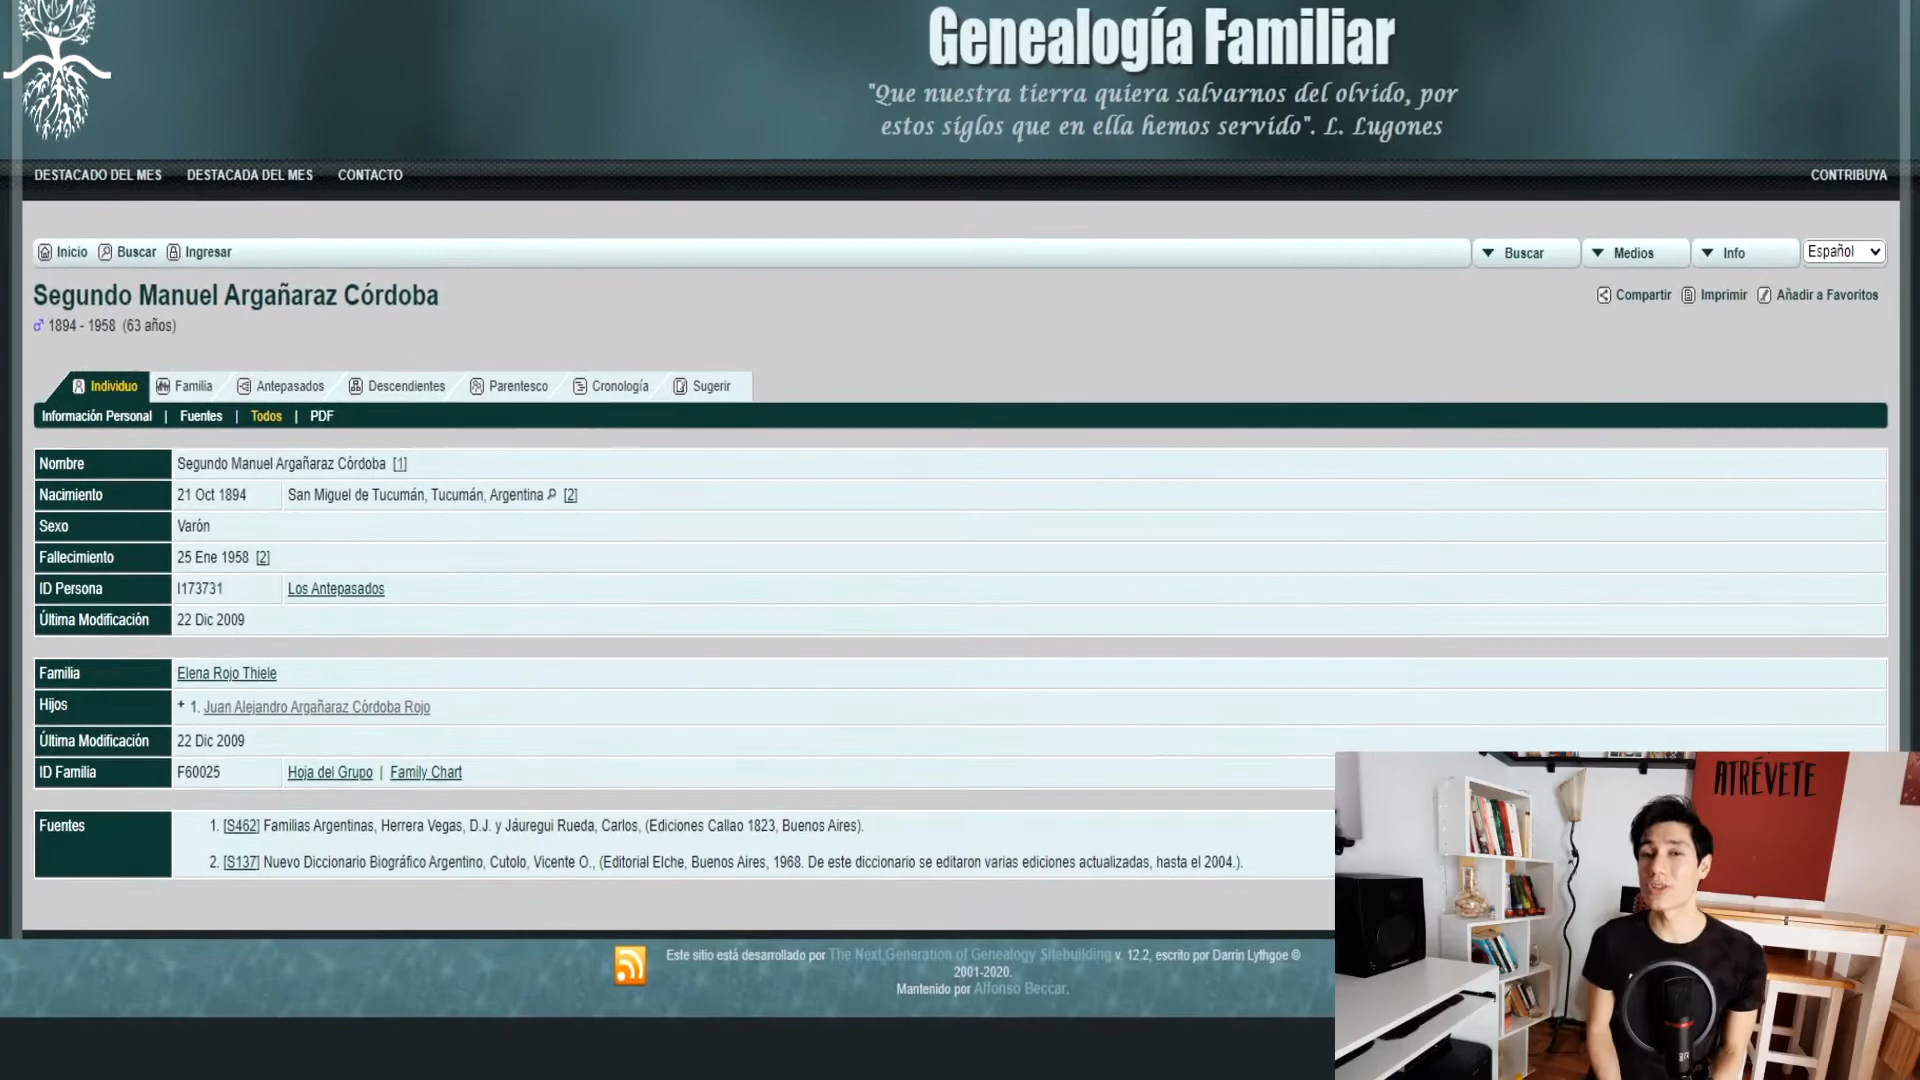 Genealogía Familiar
"Que nuestra tierra quiera salvarnos del olvido, por
estos siglos que en ella hemos servido". L. Lugones
DESTACADO DEL MES DESTACADA DEL MES CONTACTO CONTRIBUYA
Inicio Buscar Ingresar Buscar Medios Info Español
Segundo Manuel Argañaraz Córdoba
Compartir Imprimir Añadir a Favoritos
♂ 1894 - 1958 (63 años)
Individuo Familia Antepasados Descendientes Parentesco Cronología Sugerir
Información Personal | Fuentes | Todos | PDF
Nombre Segundo Manuel Argañaraz Córdoba [1]
Nacimiento 21 Oct 1894 San Miguel de Tucumán, Tucumán, Argentina [2]
Sexo Varón
Fallecimiento 25 Ene 1958 [2]
ID Persona I173731 Los Antepasados
Última Modificación 22 Dic 2009
Familia Elena Rojo Thiele
Hijos + 1. Juan Alejandro Argañaraz Córdoba Rojo
Última Modificación 22 Dic 2009
ID Familia F60025 Hoja del Grupo | Family Chart
Fuentes 1. [S462] Familias Argentinas, Herrera Vegas, D.J. y Jáuregui Rueda, Carlos, (Ediciones Callao 1823, Buenos Aires).
2. [S137] Nuevo Diccionario Biográfico Argentino, Cutolo, Vicente O., (Editorial Elche, Buenos Aires, 1968. De este diccionario se editaron varias ediciones actualizadas, hasta el 2004.).
Este sitio está desarrollado por The Next Generation of Genealogy Sitebuilding v. 12.2, escrito por Darrin Lythgoe ©
2001-2020.
Mantenido por Alfonso Beccar.
ATRÉVETE